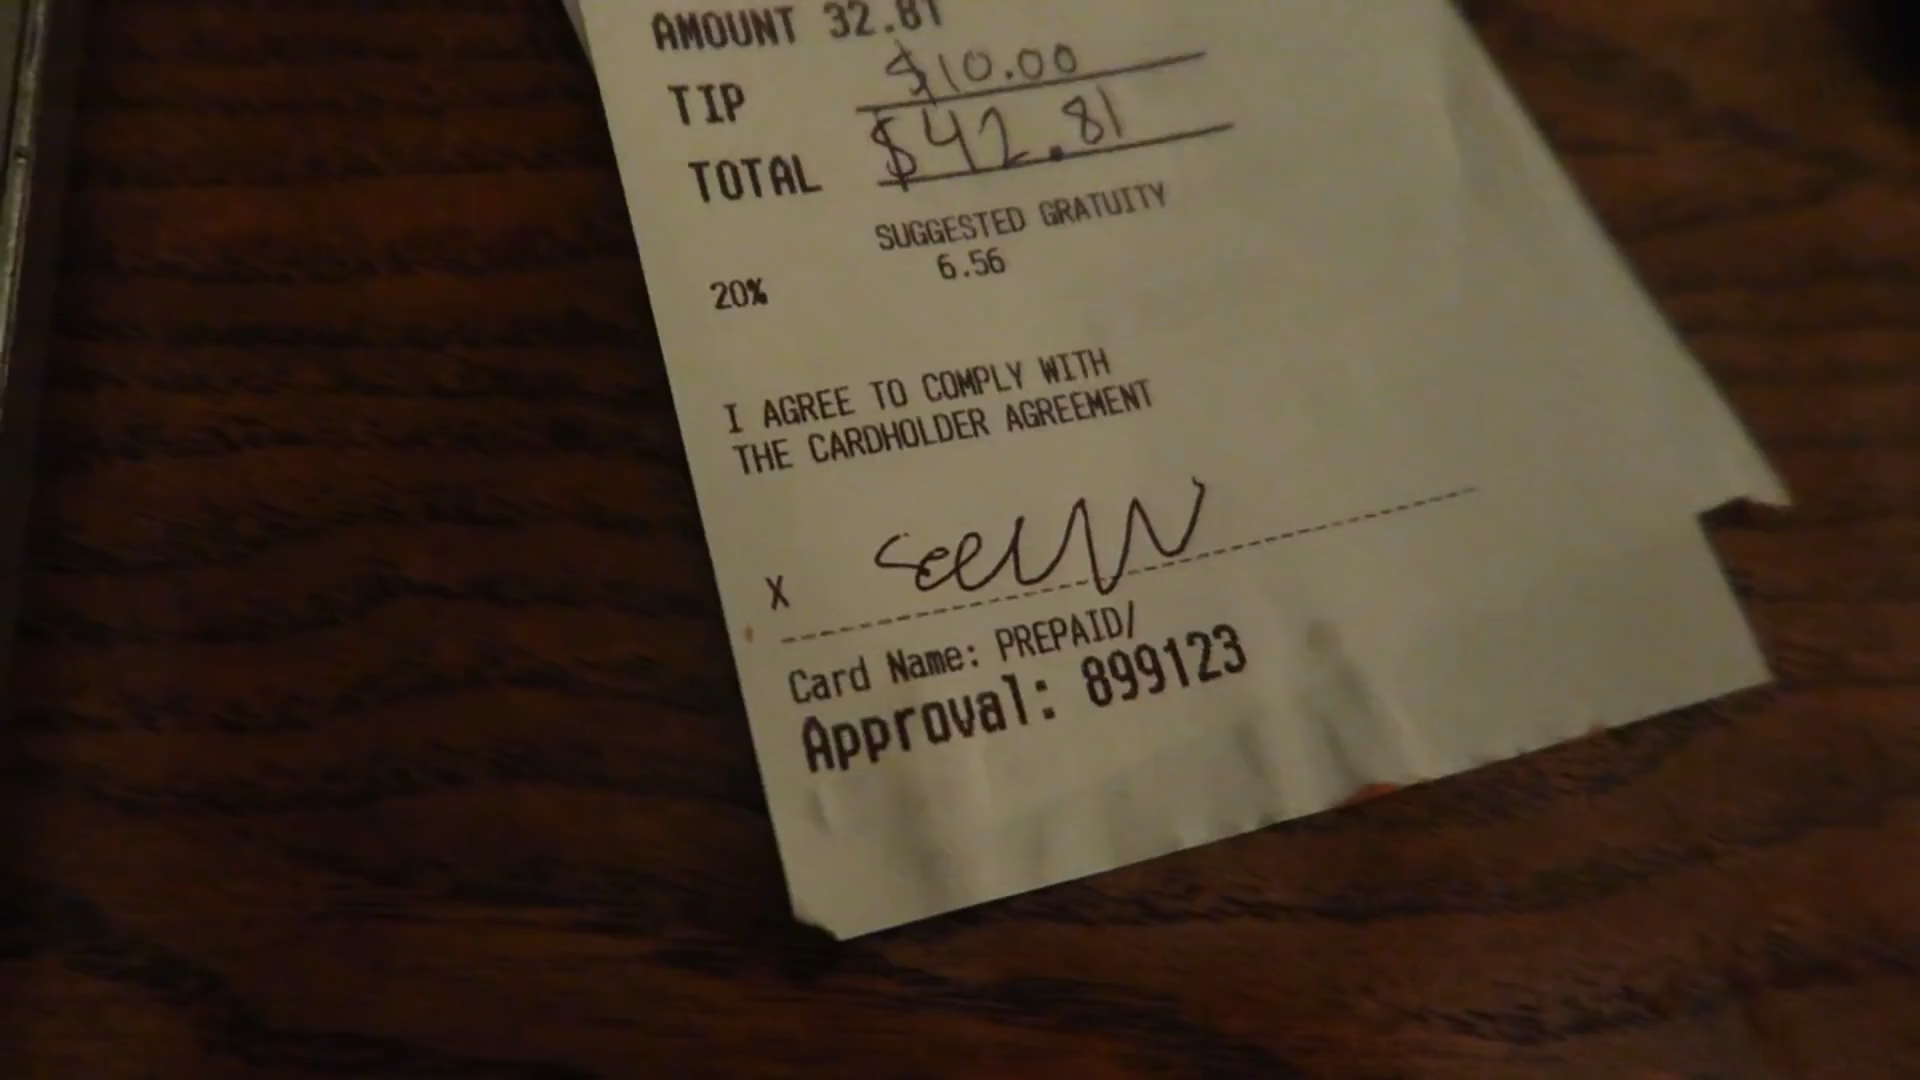 AMOUNT 32.81
TIP $10.00
TOTAL $42.81
SUGGESTED GRATUITY
20% 6.56
I AGREE TO COMPLY WITH
THE CARDHOLDER AGREEMENT
X
Card Name: PREPAID/
Approval: 899123